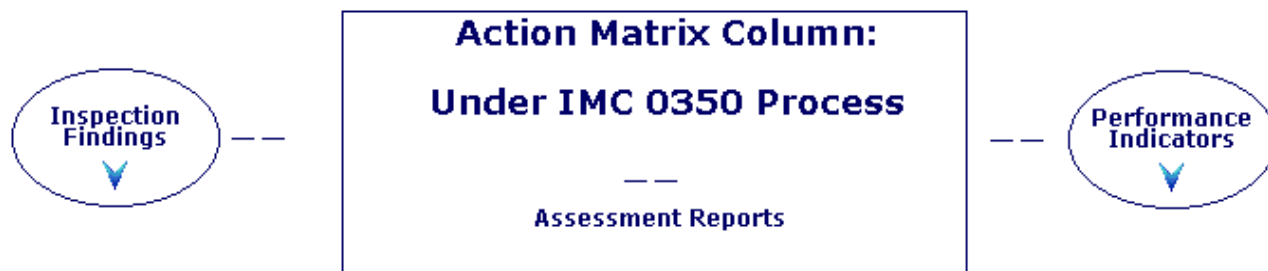 Action Matrix Column:
Under IMC 0350 Process
Inspection
Findings
Performance
Indicators
Assessment Reports